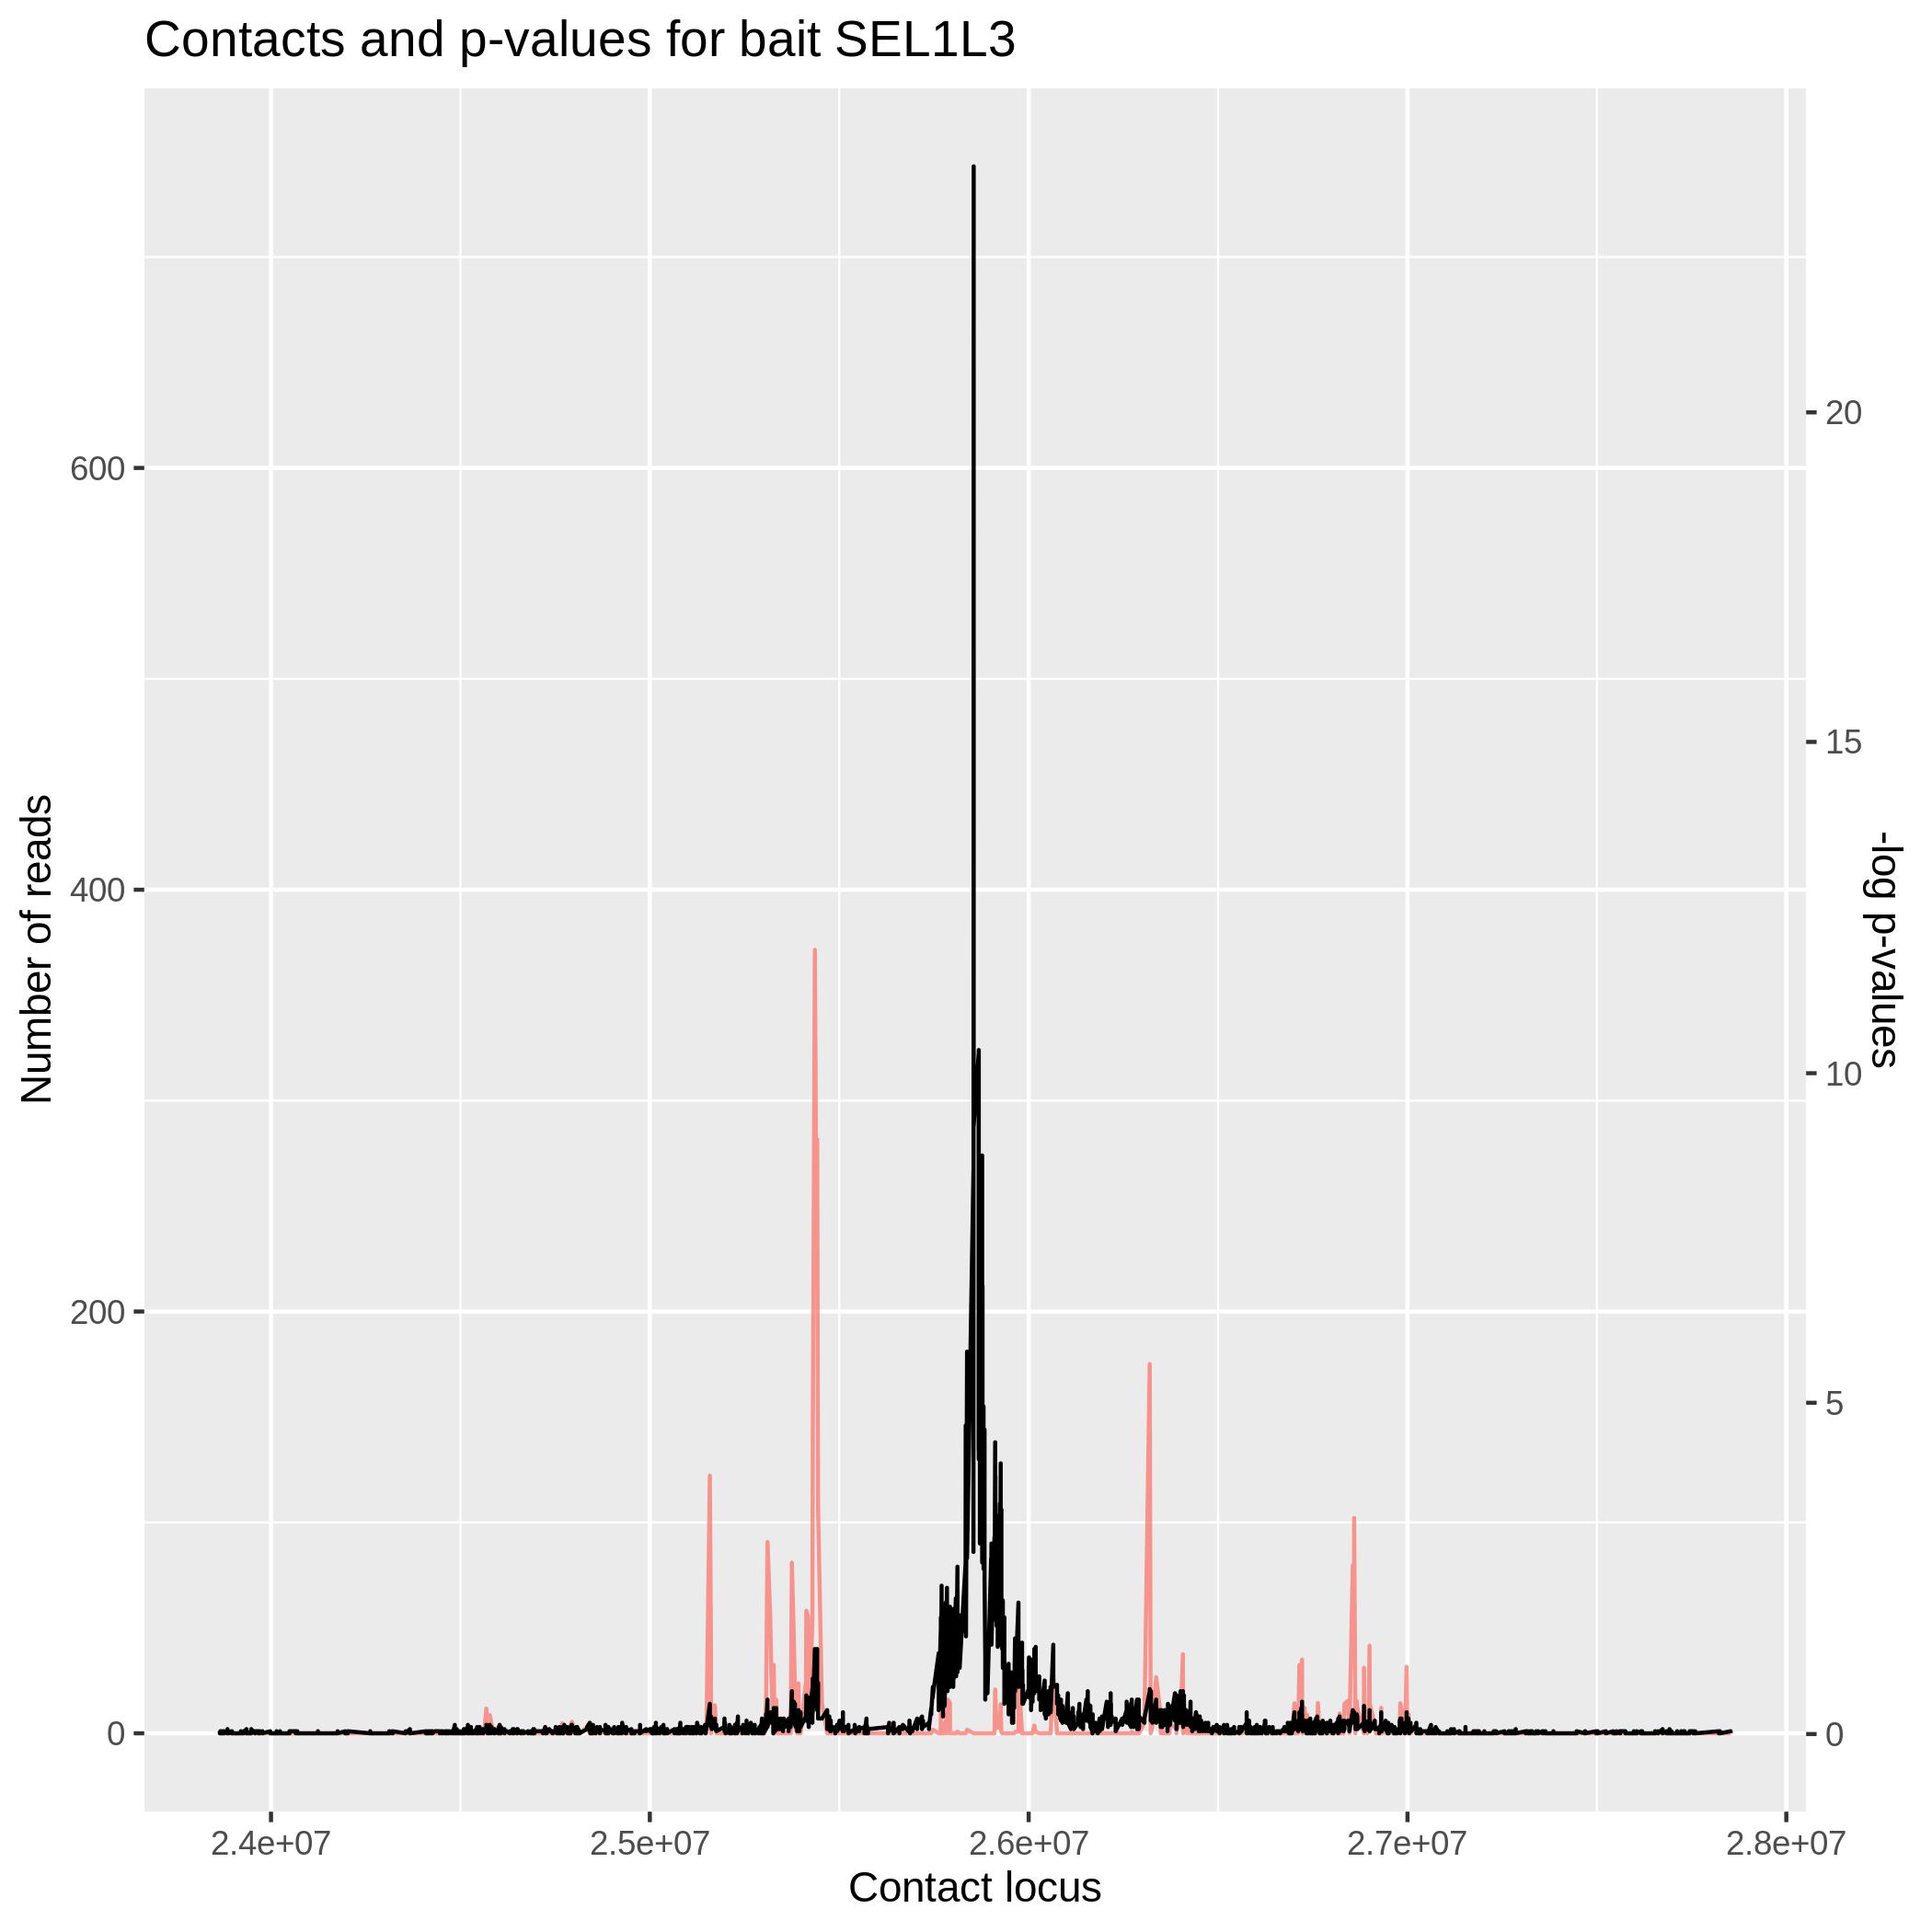 Contacts and p-values for bait SEL1L3
600
400
200
0
Number of reads
20
15
10
5
0
-log p-values
2.4e+07
2.5e+07
2.6e+07
2.7e+07
2.8e+07
Contact locus